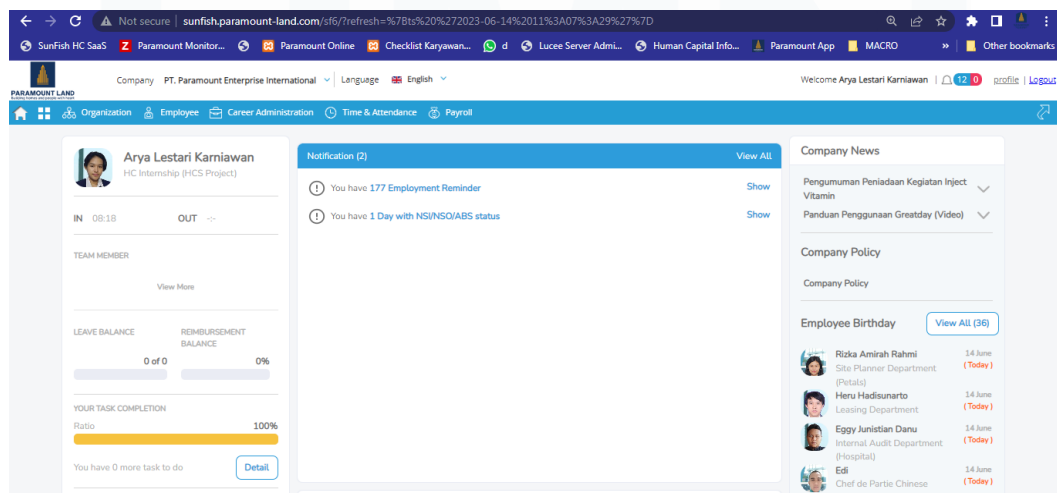 Not secure | sunfish.paramount-land.com/sf6/?refresh=%7Bts%20%272023-06-14%2011%3A07%3A29%27%7D
SunFish HC SaaS Z Paramount Monitor... Paramount Online Checklist Karyawan... d Lucee Server Admi... Human Capital Info... Paramount App MACRO » Other bookmarks
PARAMOUNT LAND
Company PT. Paramount Enterprise International Language English
Welcome Arya Lestari Karniawan | 12 0 profile | Logout
Organization Employee Career Administration Time & Attendance Payroll
Arya Lestari Karniawan
HC Internship (HCS Project)
IN 08:18 OUT -:-
TEAM MEMBER
View More
LEAVE BALANCE REIMBURSEMENT BALANCE
0 of 0 0%
YOUR TASK COMPLETION
Ratio 100%
You have 0 more task to do Detail
Notification (2) View All
You have 177 Employment Reminder Show
You have 1 Day with NSI/NSO/ABS status Show
Company News
Pengumuman Peniadaan Kegiatan Inject
Vitamin
Panduan Penggunaan Greatday (Video)
Company Policy
Company Policy
Employee Birthday View All (36)
Rizka Amirah Rahmi 14 June
Site Planner Department (Today)
(Petals)
Heru Hadisunarto 14 June
Leasing Department (Today)
Eggy Junistian Danu 14 June
Internal Audit Department (Today)
(Hospital)
Edi 14 June
Chef de Partie Chinese (Today)